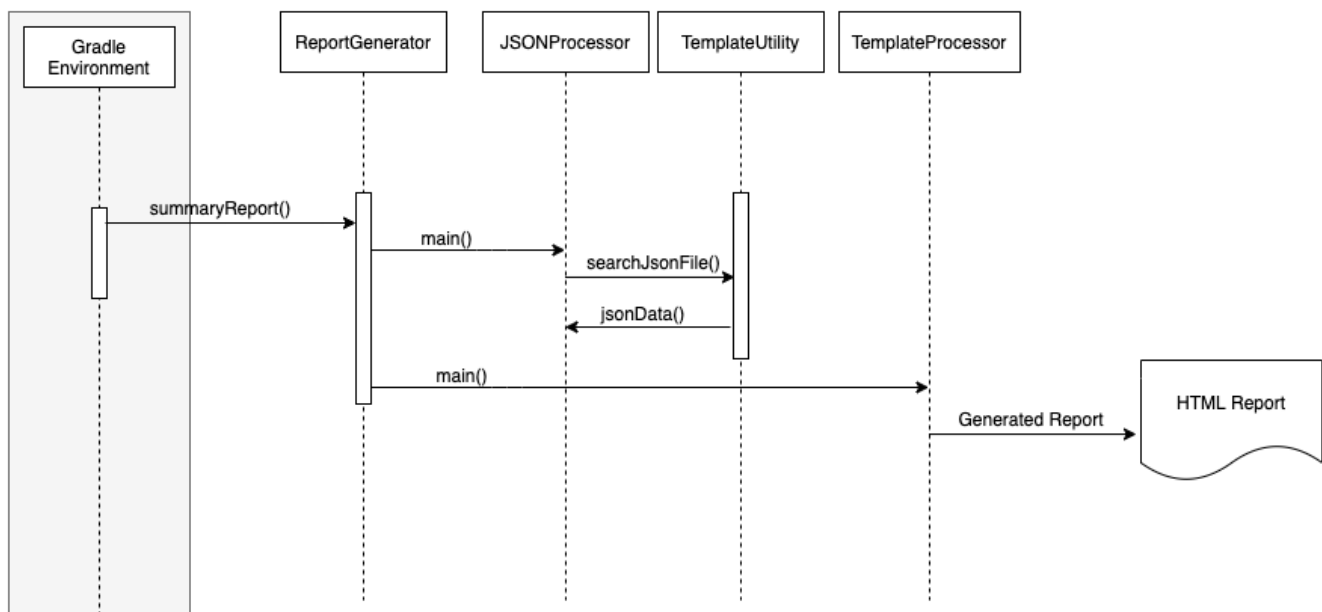 Gradle
Environment
ReportGenerator
JSONProcessor
TemplateUtility
TemplateProcessor
summaryReport()
main()
searchJsonFile()
jsonData()
main()
HTML Report
Generated Report